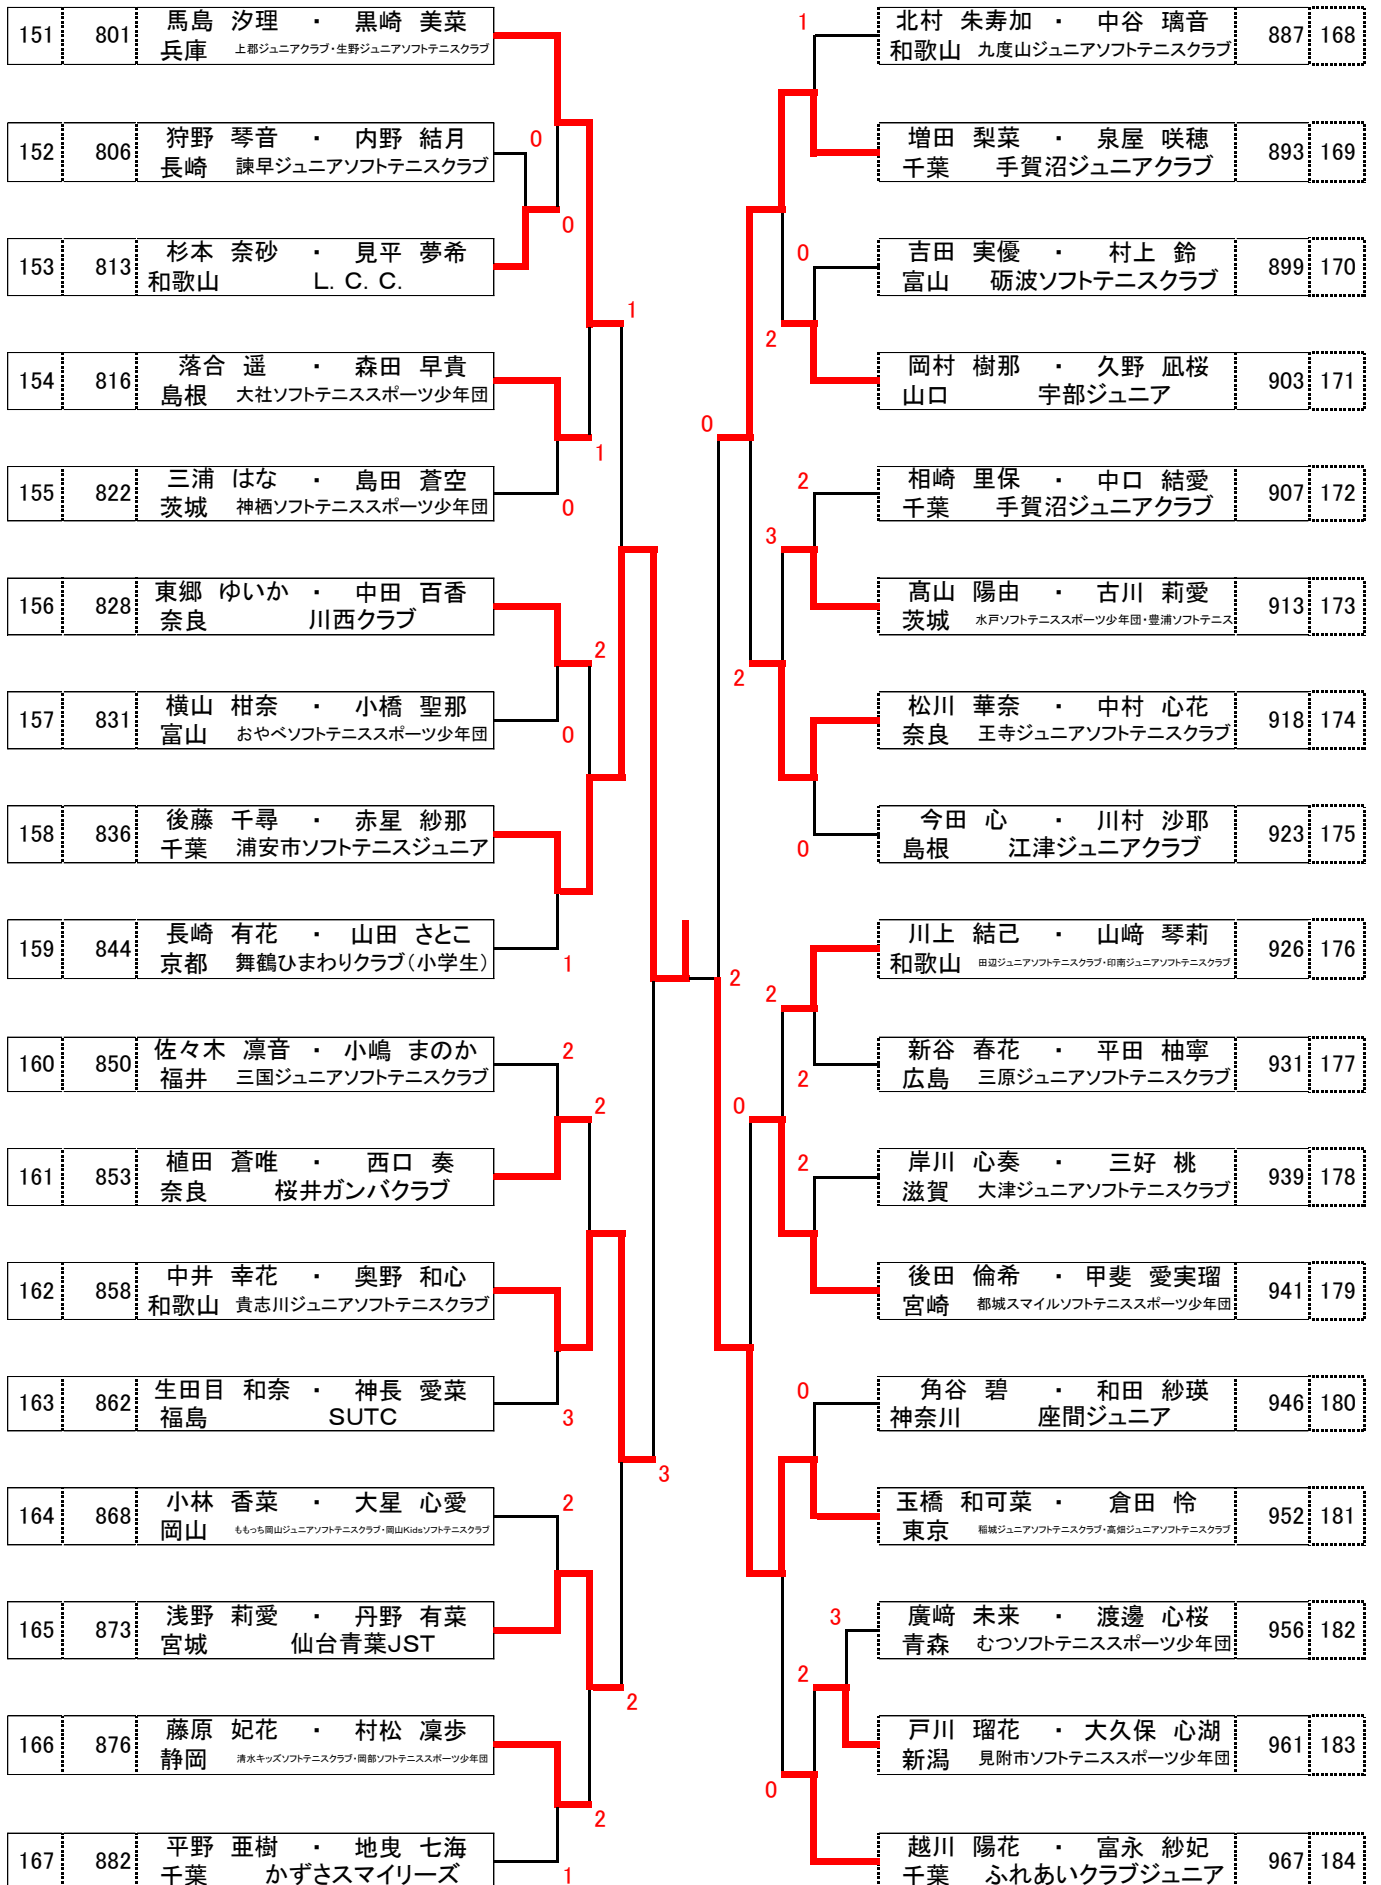 151 801 馬島 汐理 ・ 黒崎 美菜
兵庫 上郡ジュニアクラブ・生野ジュニアソフトテニスクラブ
152 806 狩野 琴音 ・ 内野 結月
長崎 諫早ジュニアソフトテニスクラブ
0
0
153 813 杉本 奈砂 ・ 見平 夢希
和歌山 L. C. C.
1
154 816 落合 遥 ・ 森田 早貴
島根 大社ソフトテニススポーツ少年団
1
155 822 三浦 はな ・ 島田 蒼空
茨城 神栖ソフトテニススポーツ少年団
0
156 828 東郷 ゆいか ・ 中田 百香
奈良 川西クラブ
2
157 831 横山 柑奈 ・ 小橋 聖那
富山 おやべソフトテニススポーツ少年団
0
158 836 後藤 千尋 ・ 赤星 紗那
千葉 浦安市ソフトテニスジュニア
159 844 長崎 有花 ・ 山田 さとこ
京都 舞鶴ひまわりクラブ(小学生)
1
160 850 佐々木 凛音 ・ 小嶋 まのか
福井 三国ジュニアソフトテニスクラブ
2
2
161 853 植田 蒼唯 ・ 西口 奏
奈良 桜井ガンバクラブ
162 858 中井 幸花 ・ 奥野 和心
和歌山 貴志川ジュニアソフトテニスクラブ
163 862 生田目 和奈 ・ 神長 愛菜
福島 SUTC
3
3
164 868 小林 香菜 ・ 大星 心愛
岡山 ももっち岡山ジュニアソフトテニスクラブ・岡山Kidsソフトテニスクラブ
2
165 873 浅野 莉愛 ・ 丹野 有菜
宮城 仙台青葉JST
2
166 876 藤原 妃花 ・ 村松 凜歩
静岡 清水キッズソフトテニスクラブ・岡部ソフトテニススポーツ少年団
2
167 882 平野 亜樹 ・ 地曳 七海
千葉 かずさスマイリーズ
1
1
北村 朱寿加 ・ 中谷 璃音 887 168
和歌山 九度山ジュニアソフトテニスクラブ
増田 梨菜 ・ 泉屋 咲穂 893 169
千葉 手賀沼ジュニアクラブ
0
吉田 実優 ・ 村上 鈴 899 170
富山 砺波ソフトテニスクラブ
2
岡村 樹那 ・ 久野 凪桜 903 171
山口 宇部ジュニア
0
2
相崎 里保 ・ 中口 結愛 907 172
千葉 手賀沼ジュニアクラブ
3
髙山 陽由 ・ 古川 莉愛 913 173
茨城 水戸ソフトテニススポーツ少年団・豊浦ソフトテニス
2
松川 華奈 ・ 中村 心花 918 174
奈良 王寺ジュニアソフトテニスクラブ
今田 心 ・ 川村 沙耶 923 175
島根 江津ジュニアクラブ
0
川上 結己 ・ 山﨑 琴莉 926 176
和歌山 田辺ジュニアソフトテニスクラブ・印南ジュニアソフトテニスクラブ
2
2
新谷 春花 ・ 平田 柚寧 931 177
広島 三原ジュニアソフトテニスクラブ
2
0
岸川 心奏 ・ 三好 桃 939 178
滋賀 大津ジュニアソフトテニスクラブ
2
後田 倫希 ・ 甲斐 愛実瑠 941 179
宮崎 都城スマイルソフトテニススポーツ少年団
0
角谷 碧 ・ 和田 紗瑛 946 180
神奈川 座間ジュニア
玉橋 和可菜 ・ 倉田 怜 952 181
東京 稲城ジュニアソフトテニスクラブ・高畑ジュニアソフトテニスクラブ
3
廣﨑 未来 ・ 渡邊 心桜 956 182
青森 むつソフトテニススポーツ少年団
2
戸川 瑠花 ・ 大久保 心湖 961 183
新潟 見附市ソフトテニススポーツ少年団
0
越川 陽花 ・ 富永 紗妃 967 184
千葉 ふれあいクラブジュニア